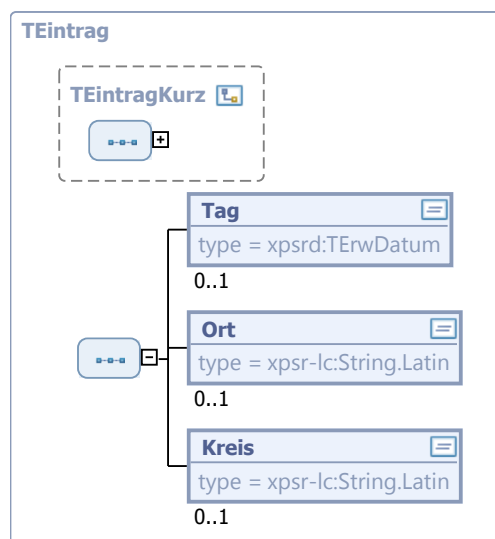 TEintrag
TEintragKurz
Tag
type = xpsrd:TErwDatum
0..1
Ort
type = xpsr-lc:String.Latin
0..1
Kreis
type = xpsr-lc:String.Latin
0..1